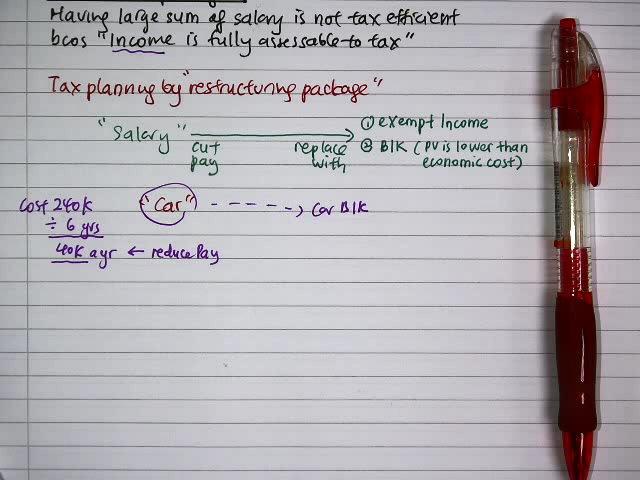 Having large sum of salary is not tax efficient
bcos "Income is fully assessable to tax"
Tax planning by "restructuring package"
"Salary" cut pay replace with
① exempt Income
② BIK (PV is lower than
economic cost)
Cost 240k "Car" Car BIK
÷ 6 yrs
40k a yr ← reduce Pay